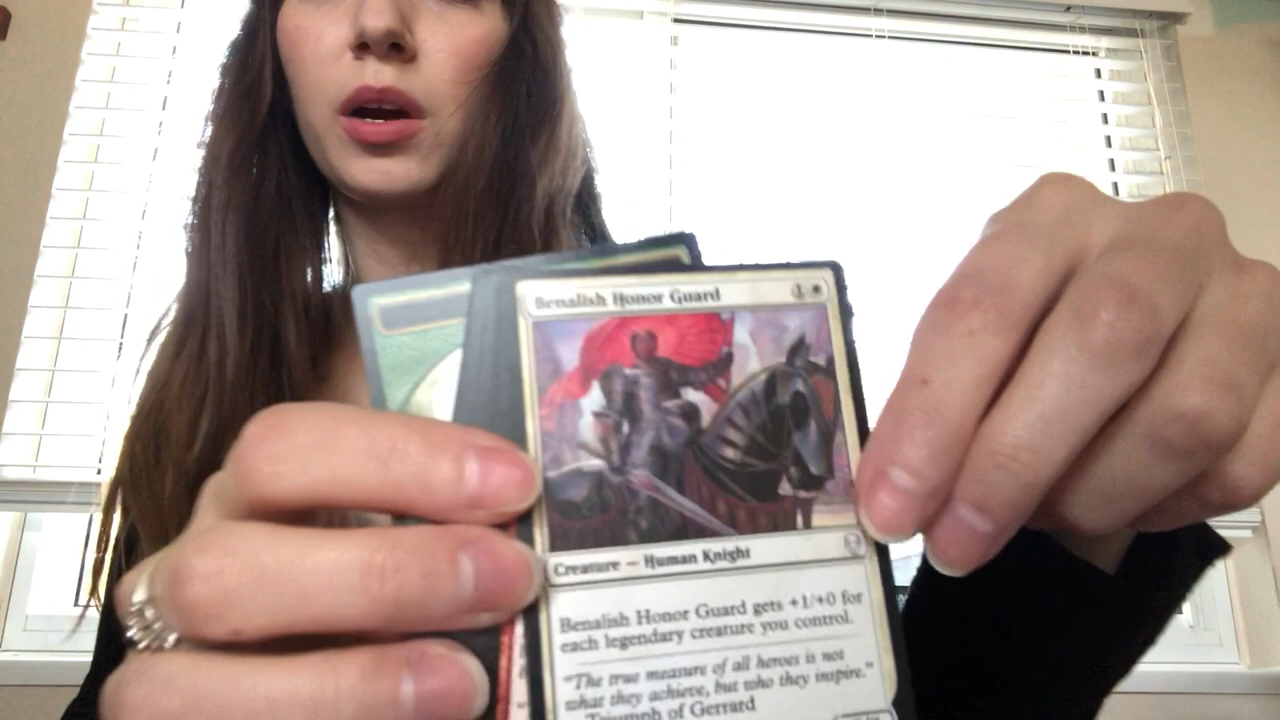 Benalish Honor Guard 1
Creature — Human Knight
Benalish Honor Guard gets +1/+0 for
each legendary creature you control.
"The true measure of all heroes is not
what they achieve, but who they inspire."
—Triumph of Gerrard